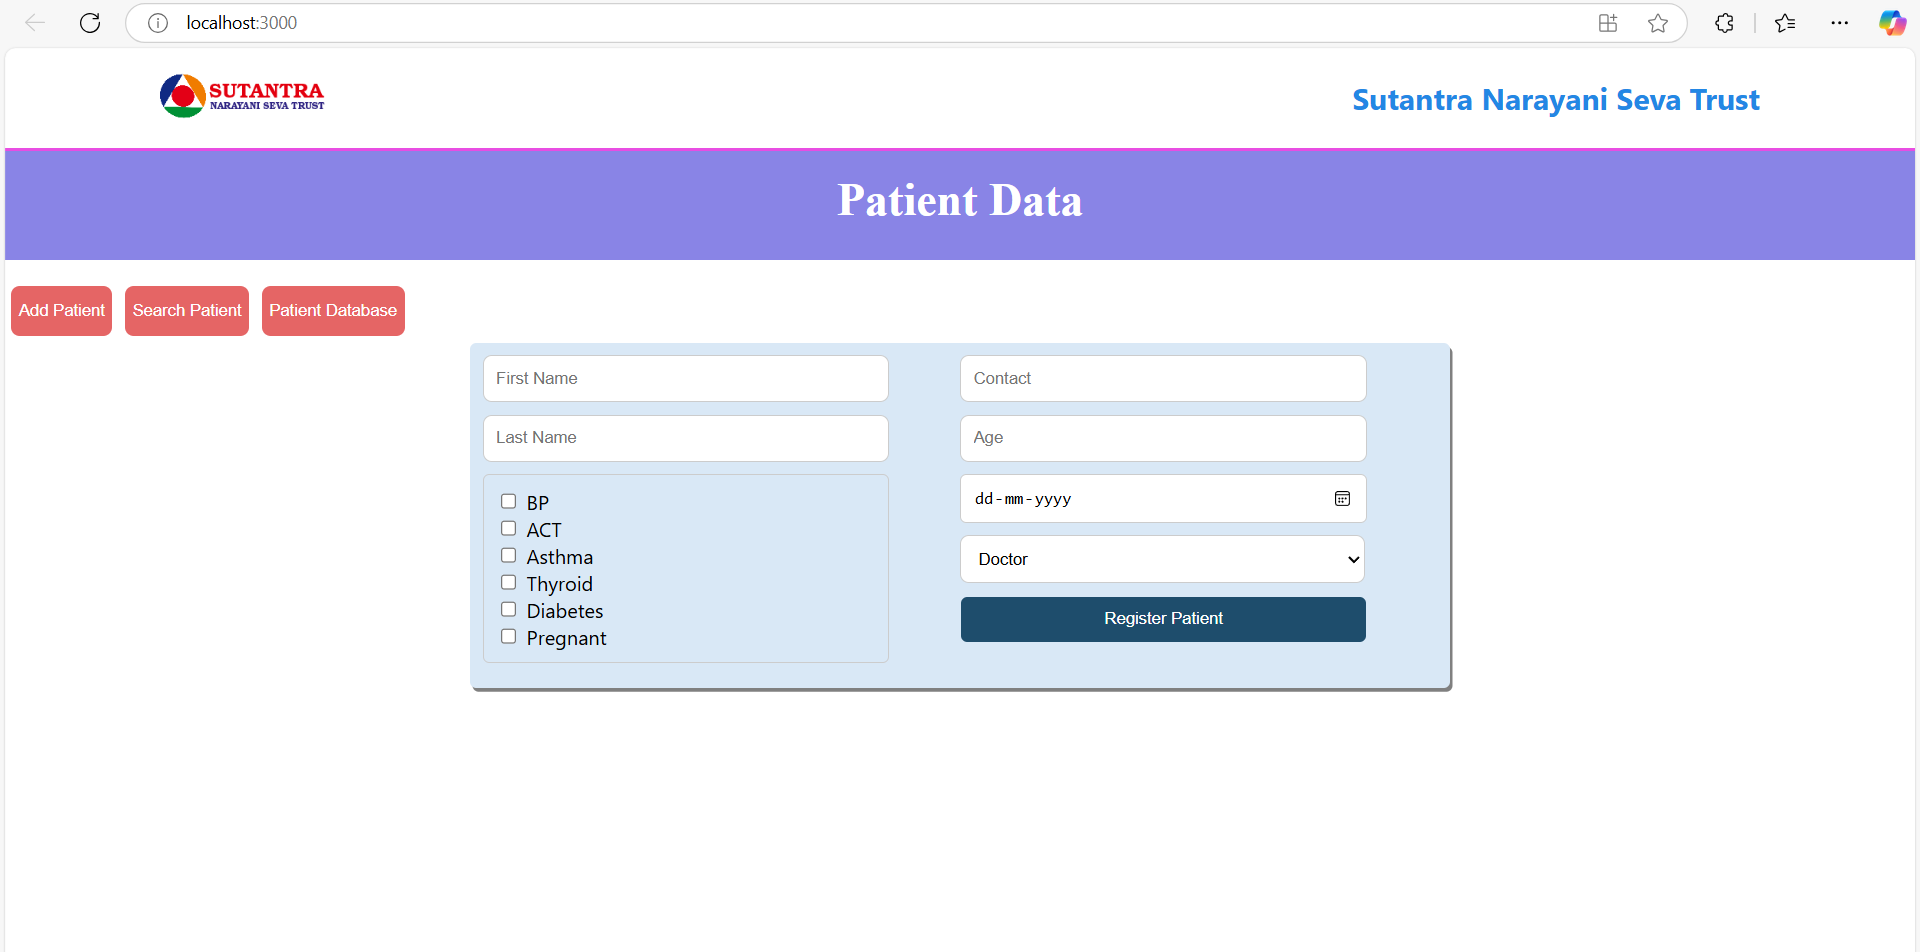 localhost:3000
SUTANTRA
NARAYANI SEVA TRUST
Sutantra Narayani Seva Trust
Patient Data
Add Patient
Search Patient
Patient Database
First Name
Contact
Last Name
Age
BP
ACT
Asthma
Thyroid
Diabetes
Pregnant
dd-mm-yyyy
Doctor
Register Patient